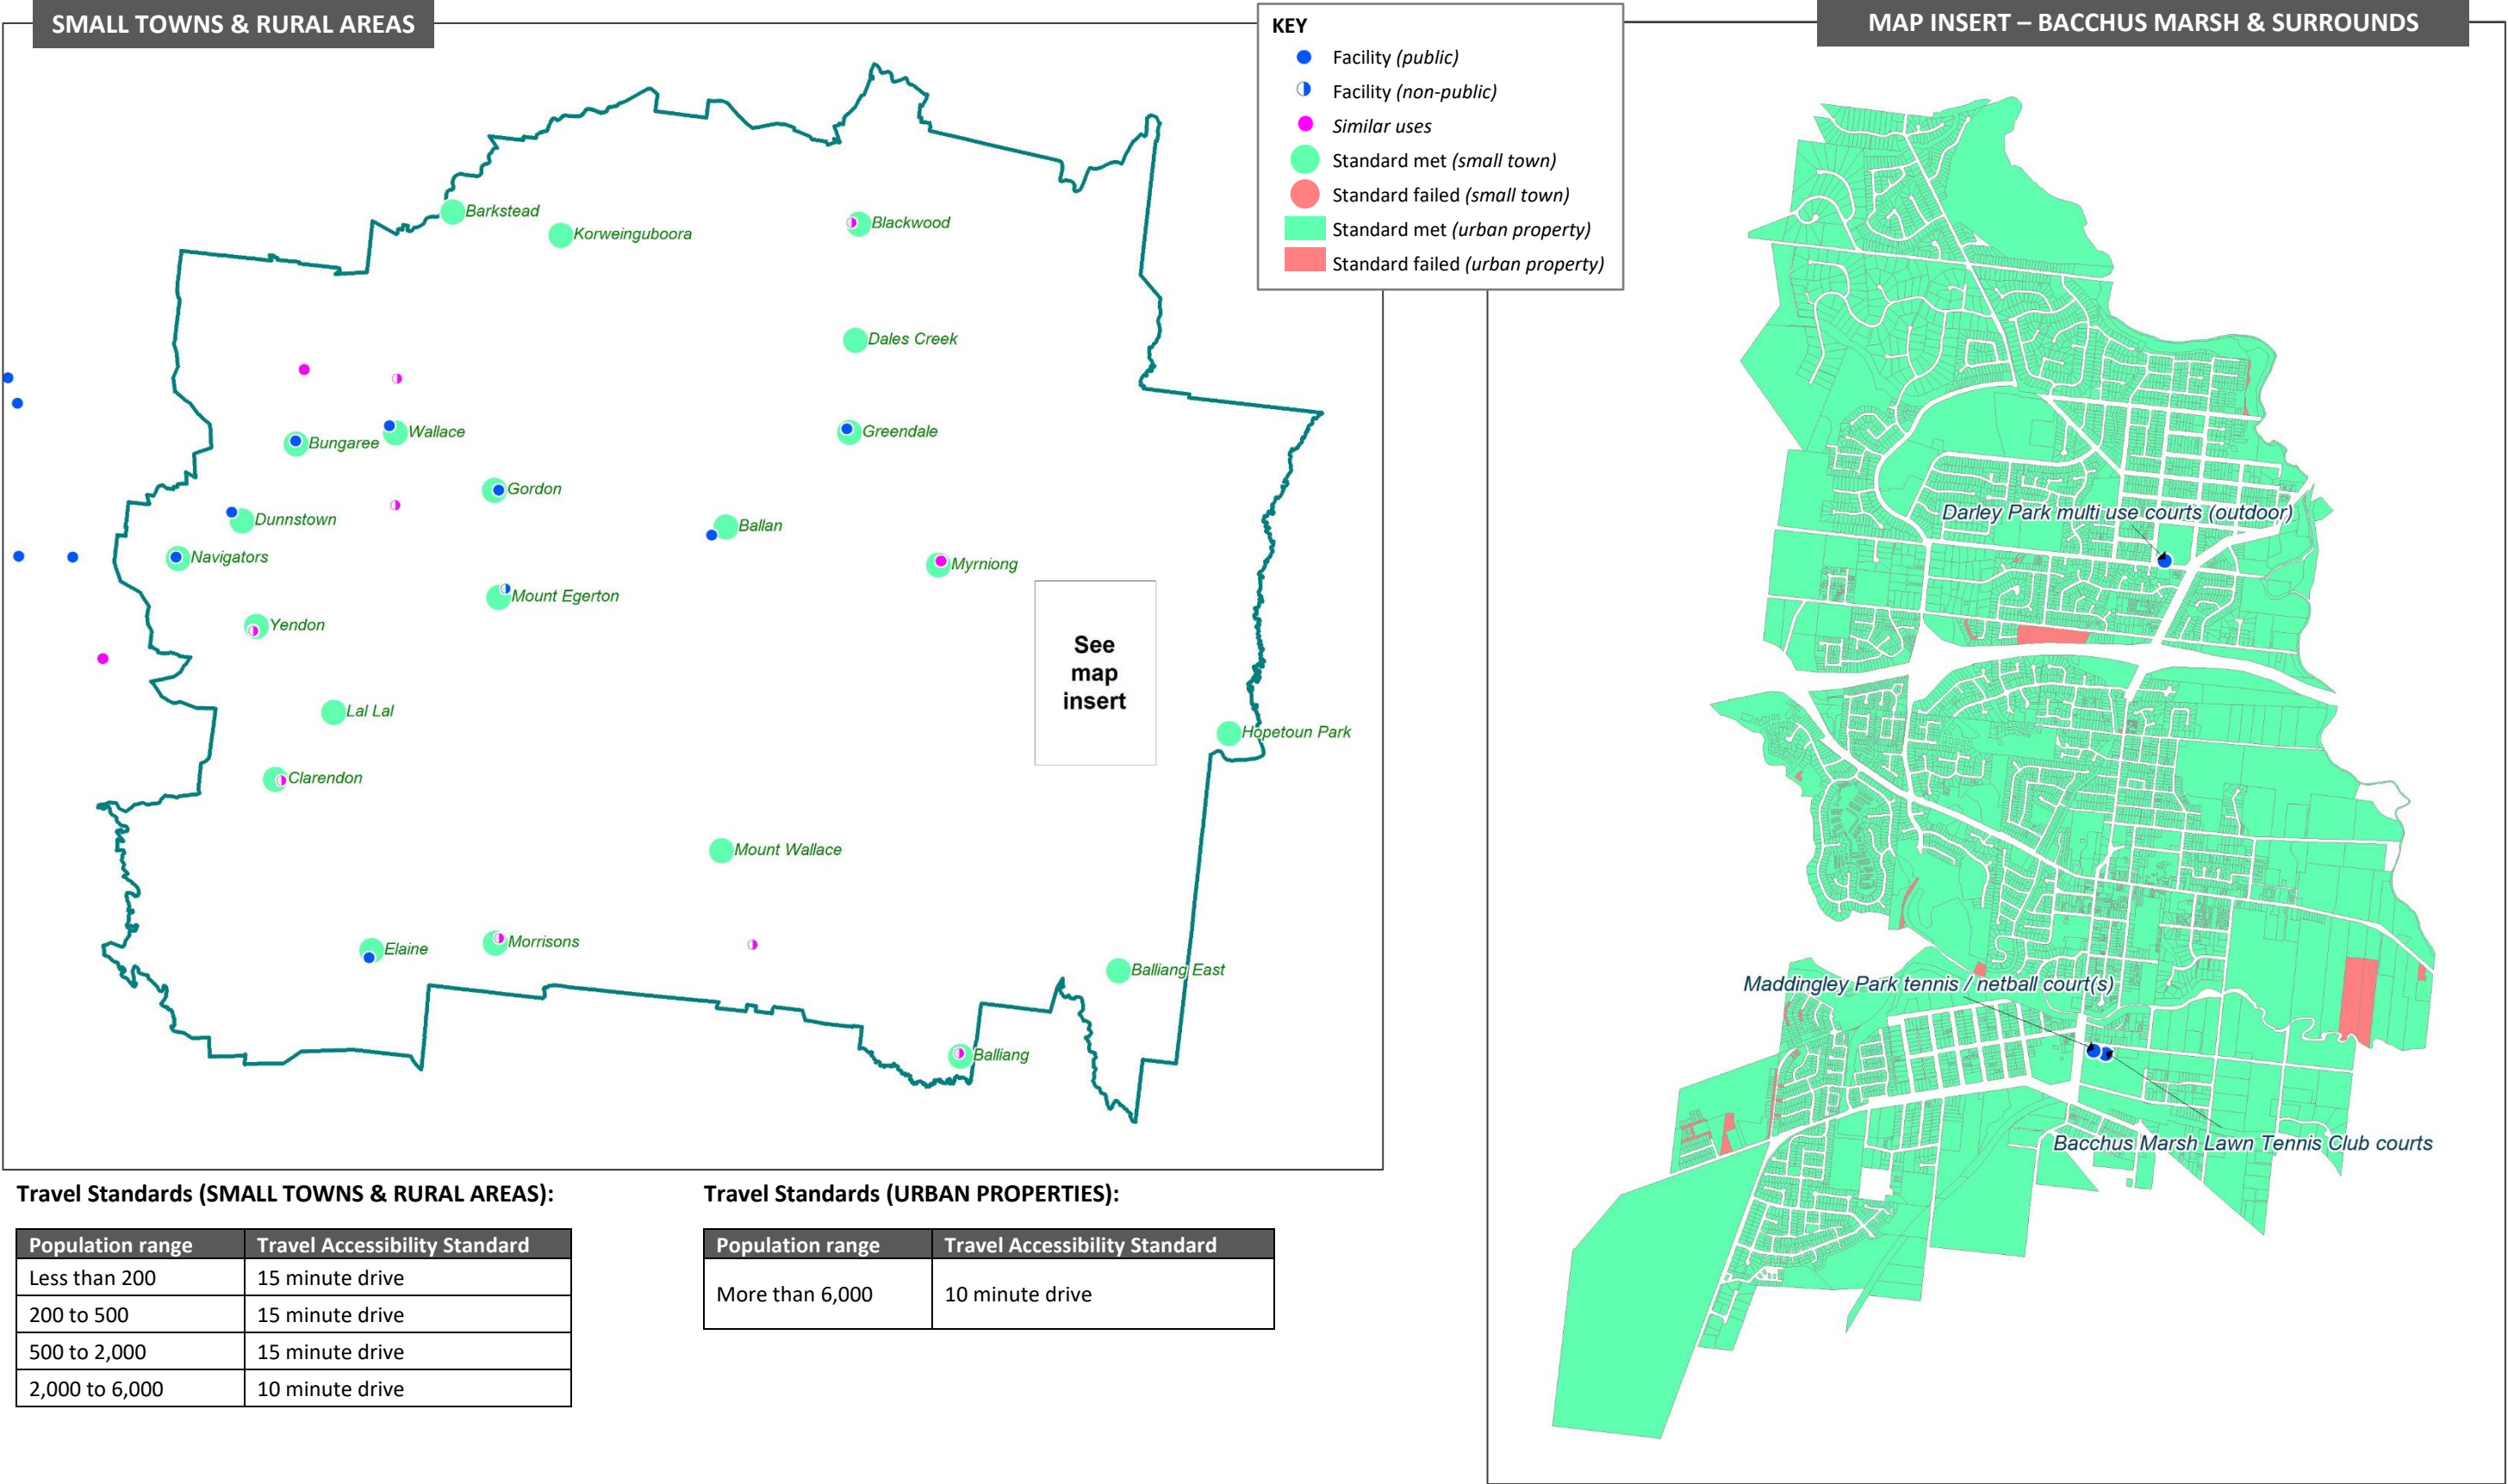 SMALL TOWNS & RURAL AREAS
KEY
Facility (public)
Facility (non-public)
Similar uses
Standard met (small town)
Standard failed (small town)
Standard met (urban property)
Standard failed (urban property)
MAP INSERT – BACCHUS MARSH & SURROUNDS
Barkstead
Korweinguboora
Blackwood
Dales Creek
Bungaree
Wallace
Greendale
Gordon
Dunnstown
Ballan
Navigators
Myrniong
Mount Egerton
Yendon
See
map
insert
Lal Lal
Hopetoun Park
Clarendon
Mount Wallace
Elaine
Morrisons
Balliang East
Balliang
Darley Park multi use courts (outdoor)
Maddingley Park tennis / netball court(s)
Bacchus Marsh Lawn Tennis Club courts
Travel Standards (SMALL TOWNS & RURAL AREAS):
Population range Travel Accessibility Standard
Less than 200 15 minute drive
200 to 500 15 minute drive
500 to 2,000 15 minute drive
2,000 to 6,000 10 minute drive
Travel Standards (URBAN PROPERTIES):
Population range Travel Accessibility Standard
More than 6,000 10 minute drive